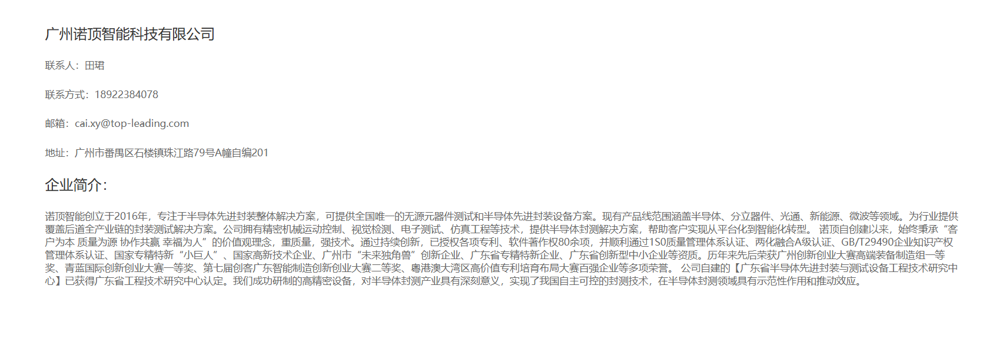 广州诺顶智能科技有限公司
联系人：田珺
联系方式：18922384078
邮箱：cai.xy@top-leading.com
地址：广州市番禺区石楼镇珠江路79号A幢自编201
企业简介：
诺顶智能创立于2016年，专注于半导体先进封装整体解决方案，可提供全国唯一的无源元器件测试和半导体先进封装设备方案。现有产品线范围涵盖半导体、分立器件、光通、新能源、微波等领域。为行业提供
覆盖后道全产业链的封装测试解决方案。公司拥有精密机械运动控制、视觉检测、电子测试、仿真工程等技术，提供半导体封测解决方案，帮助客户实现从平台化到智能化转型。 诺顶自创建以来，始终秉承“客
户为本 质量为源 协作共赢 幸福为人”的价值观理念，重质量，强技术。通过持续创新，已授权各项专利、软件著作权80余项，并顺利通过1S0质量管理体系认证、两化融合A级认证、GB/T29490企业知识产权
管理体系认证、国家专精特新“小巨人”、国家高新技术企业、广州市“未来独角兽”创新企业、广东省专精特新企业、广东省创新型中小企业等资质。历年来先后荣获广州创新创业大赛高端装备制造组一等
奖、青蓝国际创新创业大赛一等奖、第七届创客广东智能制造创新创业大赛二等奖、粤港澳大湾区高价值专利培育布局大赛百强企业等多项荣誉。 公司自建的【广东省半导体先进封装与测试设备工程技术研究中
心】已获得广东省工程技术研究中心认定。我们成功研制的高精密设备，对半导体封测产业具有深刻意义，实现了我国自主可控的封测技术，在半导体封测领域具有示范性作用和推动效应。